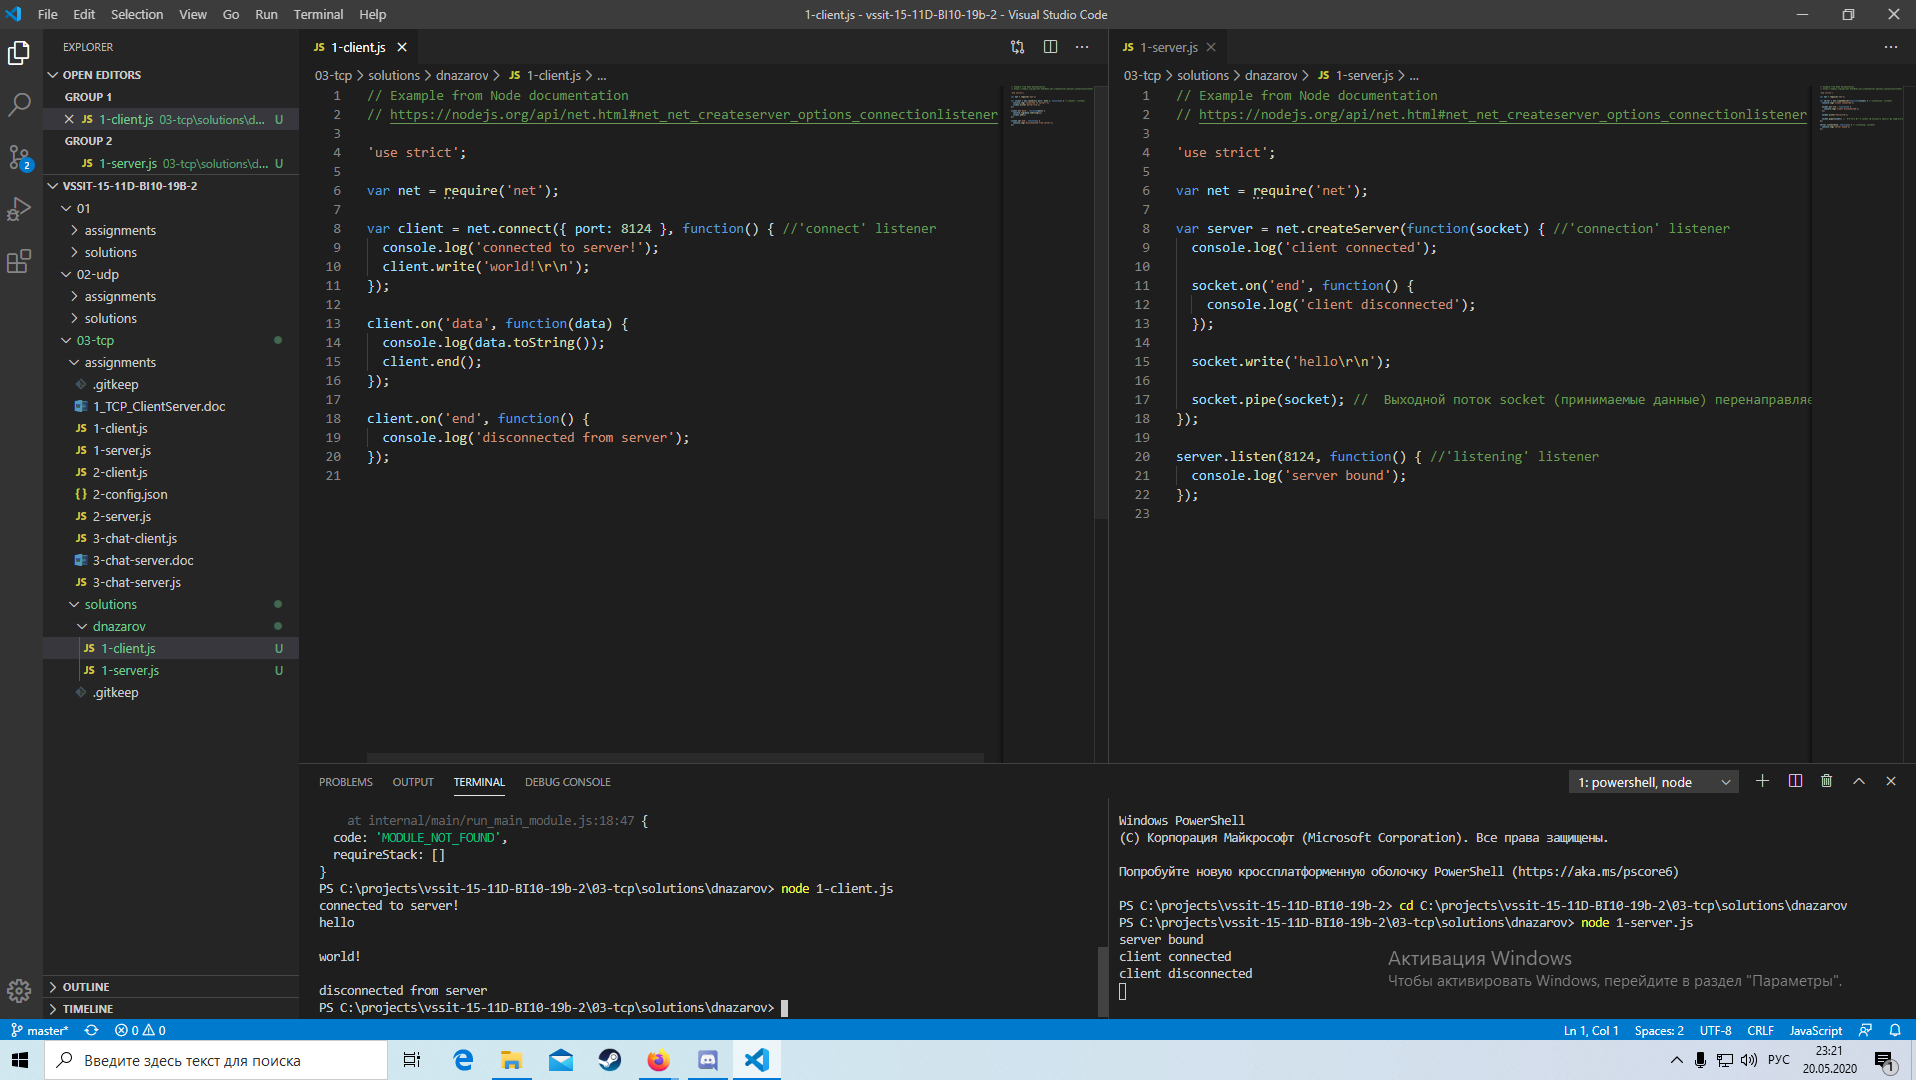 File Edit Selection View Go Run Terminal Help
1-client.js - vssit-15-11D-BI10-19b-2 - Visual Studio Code
EXPLORER
OPEN EDITORS
GROUP 1
JS 1-client.js 03-tcp\solutions\d... U
GROUP 2
JS 1-server.js 03-tcp\solutions\d... U
VSSIT-15-11D-BI10-19B-2
01
assignments
solutions
02-udp
assignments
solutions
03-tcp
assignments
.gitkeep
1_TCP_ClientServer.doc
JS 1-client.js
JS 1-server.js
JS 2-client.js
{} 2-config.json
JS 2-server.js
JS 3-chat-client.js
3-chat-server.doc
JS 3-chat-server.js
solutions
dnazarov
JS 1-client.js U
JS 1-server.js U
.gitkeep
OUTLINE
TIMELINE
JS 1-client.js
03-tcp > solutions > dnazarov > JS 1-client.js > ...
1 // Example from Node documentation
2 // https://nodejs.org/api/net.html#net_net_createserver_options_connectionlistener
3
4 'use strict';
5
6 var net = require('net');
7
8 var client = net.connect({ port: 8124 }, function() { //'connect' listener
9 console.log('connected to server!');
10 client.write('world!\r\n');
11 });
12
13 client.on('data', function(data) {
14 console.log(data.toString());
15 client.end();
16 });
17
18 client.on('end', function() {
19 console.log('disconnected from server');
20 });
21
JS 1-server.js
03-tcp > solutions > dnazarov > JS 1-server.js > ...
1 // Example from Node documentation
2 // https://nodejs.org/api/net.html#net_net_createserver_options_connectionlistener
3
4 'use strict';
5
6 var net = require('net');
7
8 var server = net.createServer(function(socket) { //'connection' listener
9 console.log('client connected');
10
11 socket.on('end', function() {
12 console.log('client disconnected');
13 });
14
15 socket.write('hello\r\n');
16
17 socket.pipe(socket); // Выходной поток socket (принимаемые данные) перенаправляе
18 });
19
20 server.listen(8124, function() { //'listening' listener
21 console.log('server bound');
22 });
23
PROBLEMS OUTPUT TERMINAL DEBUG CONSOLE
1: powershell, node
at internal/main/run_main_module.js:18:47 {
code: 'MODULE_NOT_FOUND',
requireStack: []
}
PS C:\projects\vssit-15-11D-BI10-19b-2\03-tcp\solutions\dnazarov> node 1-client.js
connected to server!
hello
world!
disconnected from server
PS C:\projects\vssit-15-11D-BI10-19b-2\03-tcp\solutions\dnazarov>
Windows PowerShell
(C) Корпорация Майкрософт (Microsoft Corporation). Все права защищены.
Попробуйте новую кроссплатформенную оболочку PowerShell (https://aka.ms/pscore6)
PS C:\projects\vssit-15-11D-BI10-19b-2> cd C:\projects\vssit-15-11D-BI10-19b-2\03-tcp\solutions\dnazarov
PS C:\projects\vssit-15-11D-BI10-19b-2\03-tcp\solutions\dnazarov> node 1-server.js
server bound
client connected
client disconnected
Активация Windows
Чтобы активировать Windows, перейдите в раздел "Параметры".
master* 0 0
Ln 1, Col 1 Spaces: 2 UTF-8 CRLF JavaScript
Введите здесь текст для поиска
РУС
23:21
20.05.2020
1
2